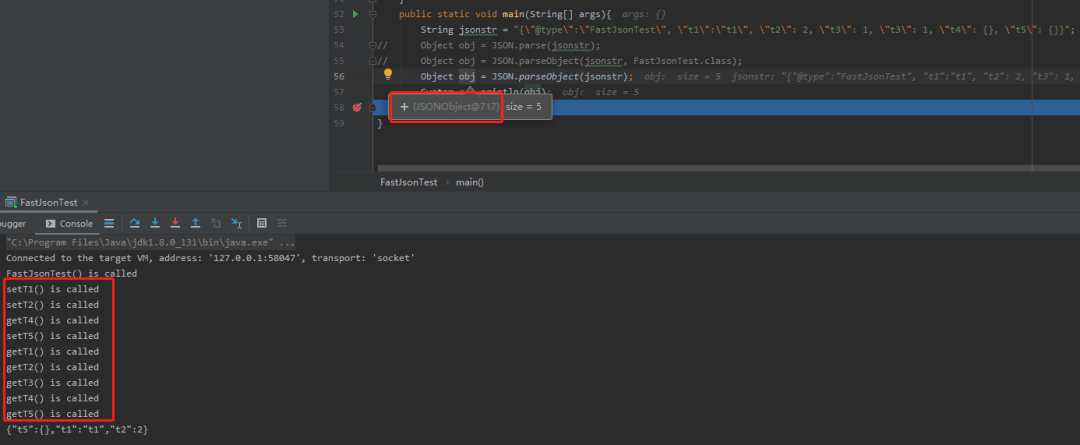 52 public static void main(String[] args){ args: {}
53 String jsonstr = "{\"@type\":\"FastJsonTest\", \"t1\":\"t1\", \"t2\": 2, \"t3\": 1, \"t3\": 1, \"t4\": {}, \"t5\": {}}";
54 // Object obj = JSON.parse(jsonstr);
55 // Object obj = JSON.parseObject(jsonstr, FastJsonTest.class);
56 Object obj = JSON.parseObject(jsonstr); obj: size = 5 jsonstr: "{"@type":"FastJsonTest", "t1":"t1", "t2": 2, "t3": 1,
57 println(obj); obj: size = 5
+ {JSONObject@717} size = 5
58
59 }
FastJsonTest › main()
FastJsonTest ×
ugger Console
"C:\Program Files\Java\jdk1.8.0_131\bin\java.exe" ...
Connected to the target VM, address: '127.0.0.1:58047', transport: 'socket'
FastJsonTest() is called
setT1() is called
setT2() is called
getT4() is called
setT5() is called
getT1() is called
getT2() is called
getT3() is called
getT4() is called
getT5() is called
{"t5":{},"t1":"t1","t2":2}